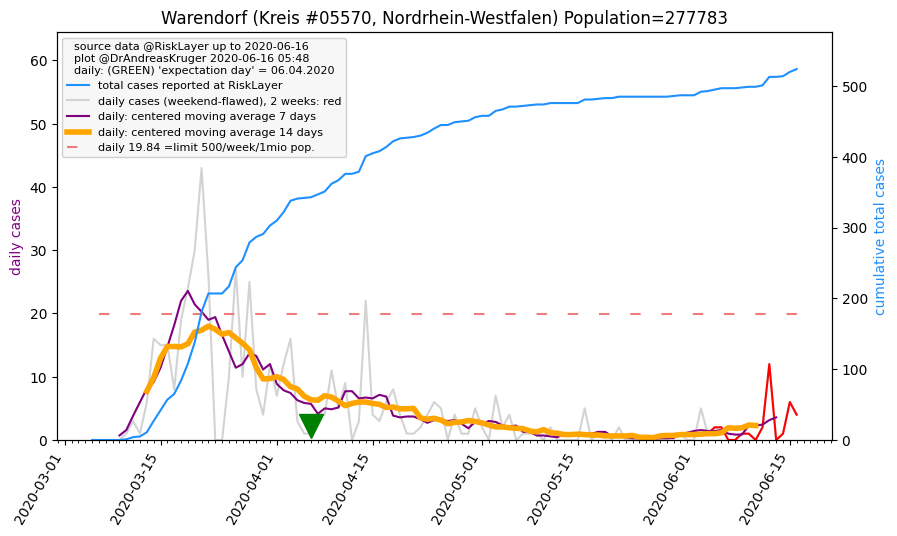 Warendorf (Kreis #05570, Nordrhein-Westfalen) Population=277783
source data @RiskLayer up to 2020-06-16
plot @DrAndreasKruger 2020-06-16 05:48
daily: (GREEN) 'expectation day' = 06.04.2020
total cases reported at RiskLayer
daily cases (weekend-flawed), 2 weeks: red
daily: centered moving average 7 days
daily: centered moving average 14 days
daily 19.84 =limit 500/week/1mio pop.
daily cases
60
50
40
30
20
10
0
cumulative total cases
500
400
300
200
100
0
2020-03-01
2020-03-15
2020-04-01
2020-04-15
2020-05-01
2020-05-15
2020-06-01
2020-06-15